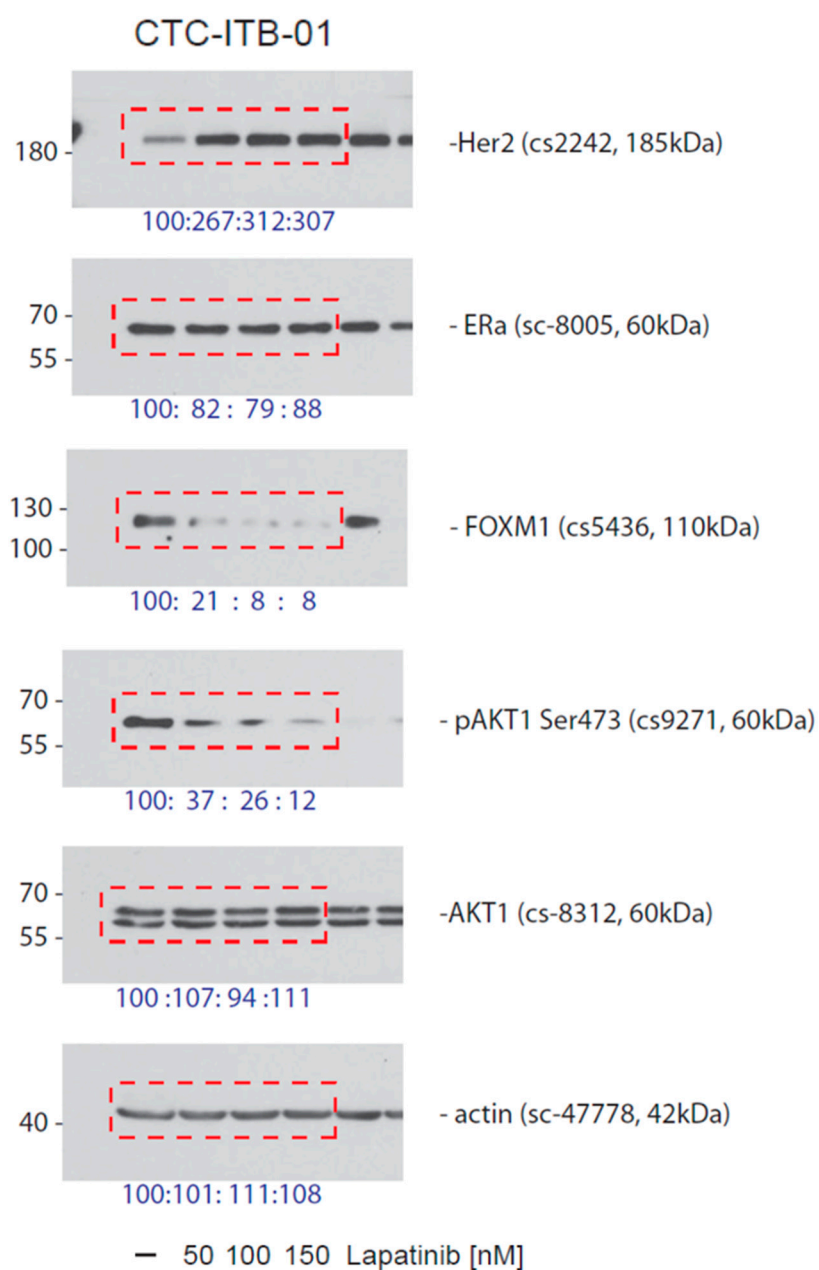 CTC-ITB-01
180 -Her2 (cs2242, 185kDa)
100:267:312:307
70 -
- ERa (sc-8005, 60kDa)
55 -
100: 82 : 79 : 88
130 -
- FOXM1 (cs5436, 110kDa)
100 -
100: 21 : 8 : 8
70 -
- pAKT1 Ser473 (cs9271, 60kDa)
55 -
100: 37 : 26 : 12
70 -
-AKT1 (cs-8312, 60kDa)
55 -
100 :107: 94 :111
40 - - actin (sc-47778, 42kDa)
100:101: 111:108
– 50 100 150 Lapatinib [nM]